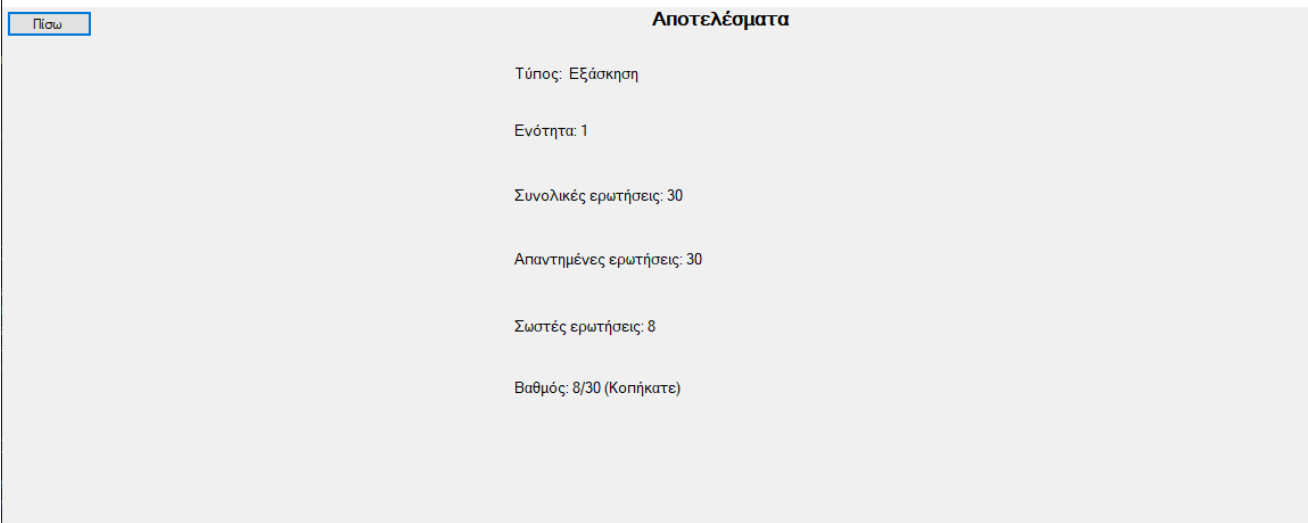 Πίσω
Αποτελέσματα
Τύπος: Εξάσκηση
Ενότητα: 1
Συνολικές ερωτήσεις: 30
Απαντημένες ερωτήσεις: 30
Σωστές ερωτήσεις: 8
Βαθμός: 8/30 (Κοπήκατε)